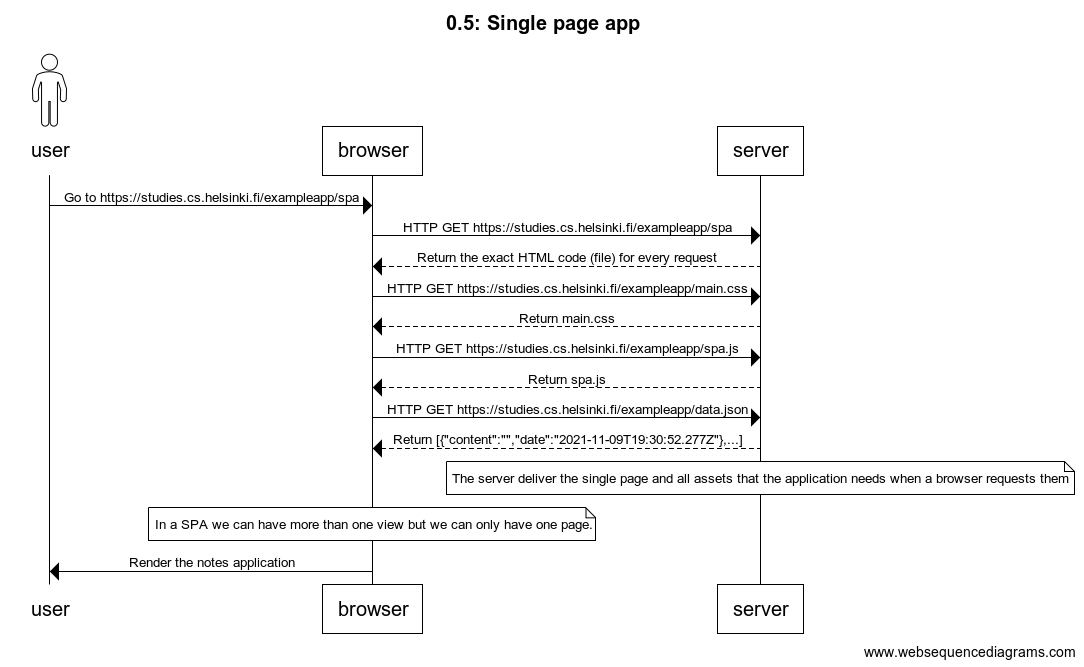 0.5: Single page app
user
browser
server
Go to https://studies.cs.helsinki.fi/exampleapp/spa
HTTP GET https://studies.cs.helsinki.fi/exampleapp/spa
Return the exact HTML code (file) for every request
HTTP GET https://studies.cs.helsinki.fi/exampleapp/main.css
Return main.css
HTTP GET https://studies.cs.helsinki.fi/exampleapp/spa.js
Return spa.js
HTTP GET https://studies.cs.helsinki.fi/exampleapp/data.json
Return [{"content":"","date":"2021-11-09T19:30:52.277Z"},...]
The server deliver the single page and all assets that the application needs when a browser requests them
In a SPA we can have more than one view but we can only have one page.
Render the notes application
user
browser
server
www.websequencediagrams.com